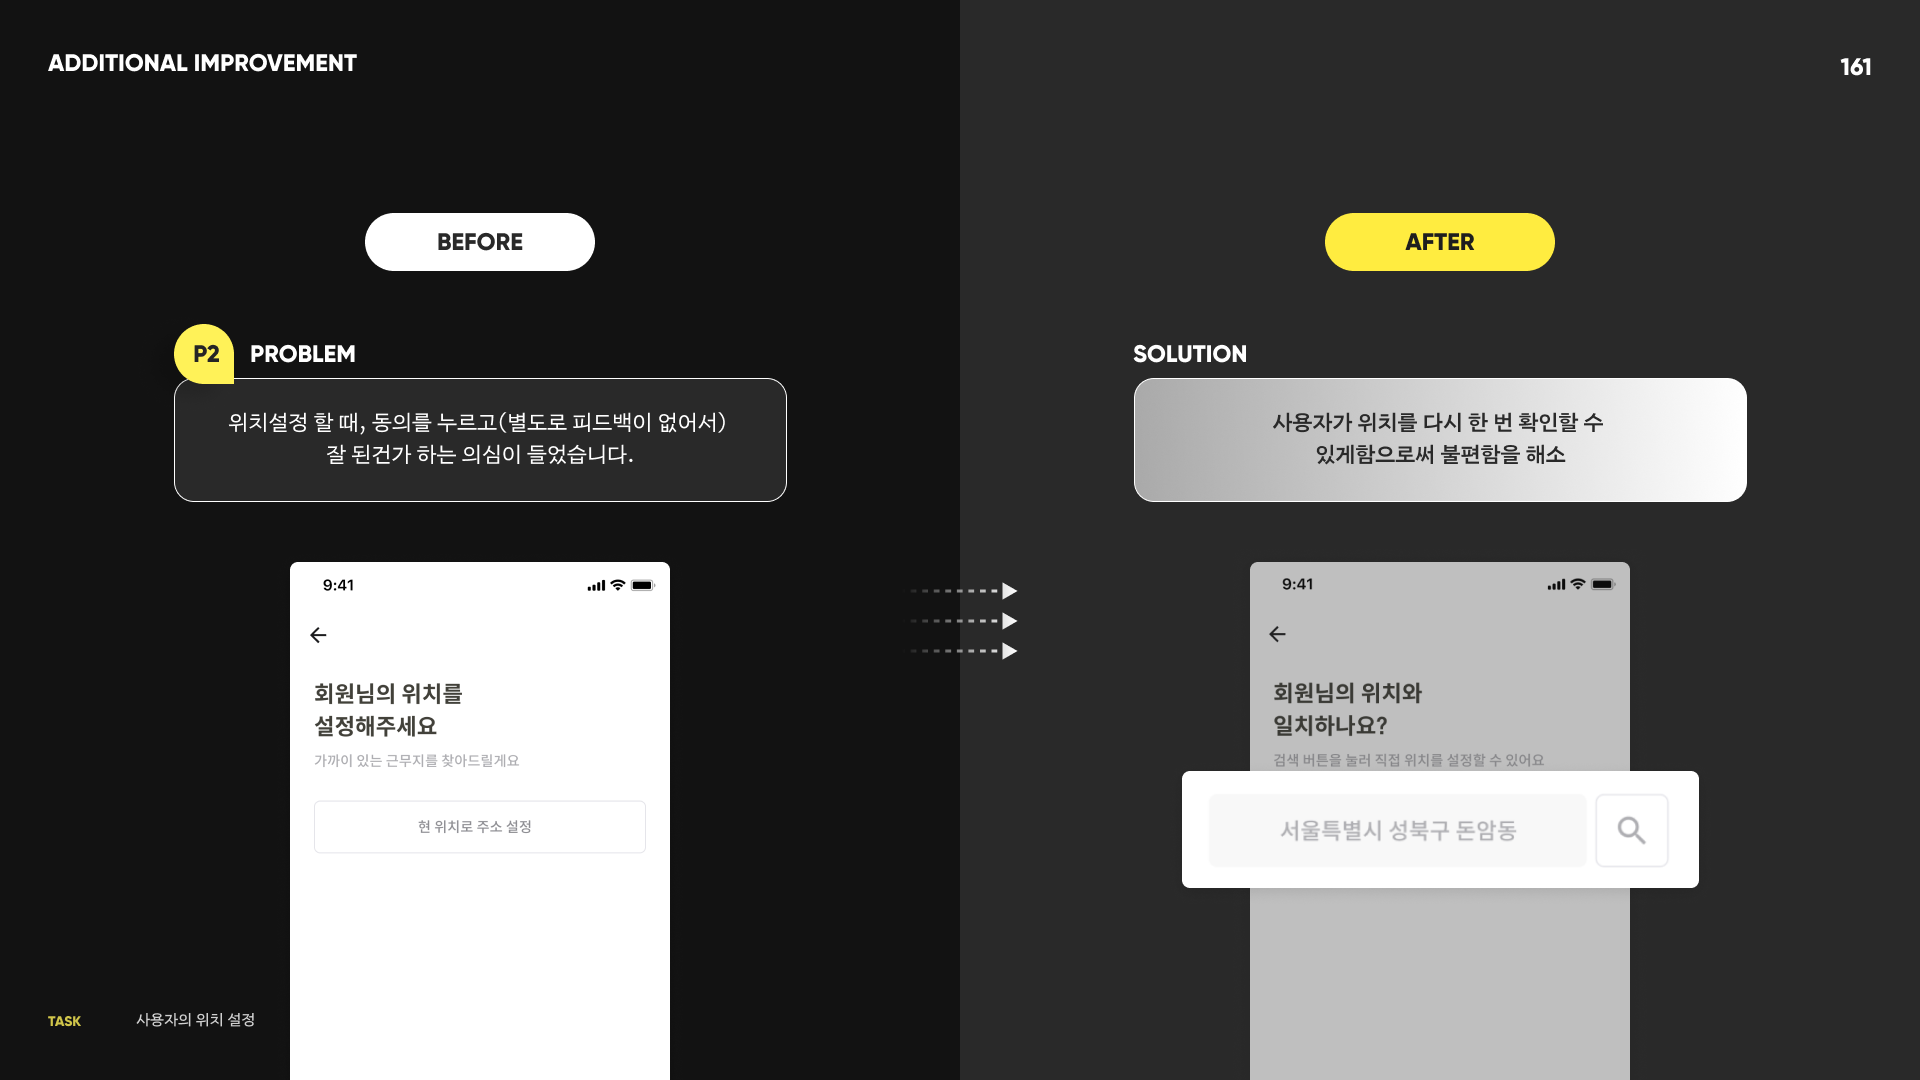 ADDITIONAL IMPROVEMENT
161
BEFORE
P2
PROBLEM
위치설정 할 때, 동의를 누르고(별도로 피드백이 없어서)
잘 된건가 하는 의심이 들었습니다.
9:41
회원님의 위치를
설정해주세요
가까이 있는 근무지를 찾아드릴게요
현 위치로 주소 설정
AFTER
SOLUTION
사용자가 위치를 다시 한 번 확인할 수
있게함으로써 불편함을 해소
9:41
회원님의 위치와
일치하나요?
검색 버튼을 눌러 직접 위치를 설정할 수 있어요
서울특별시 성북구 돈암동
TASK
사용자의 위치 설정